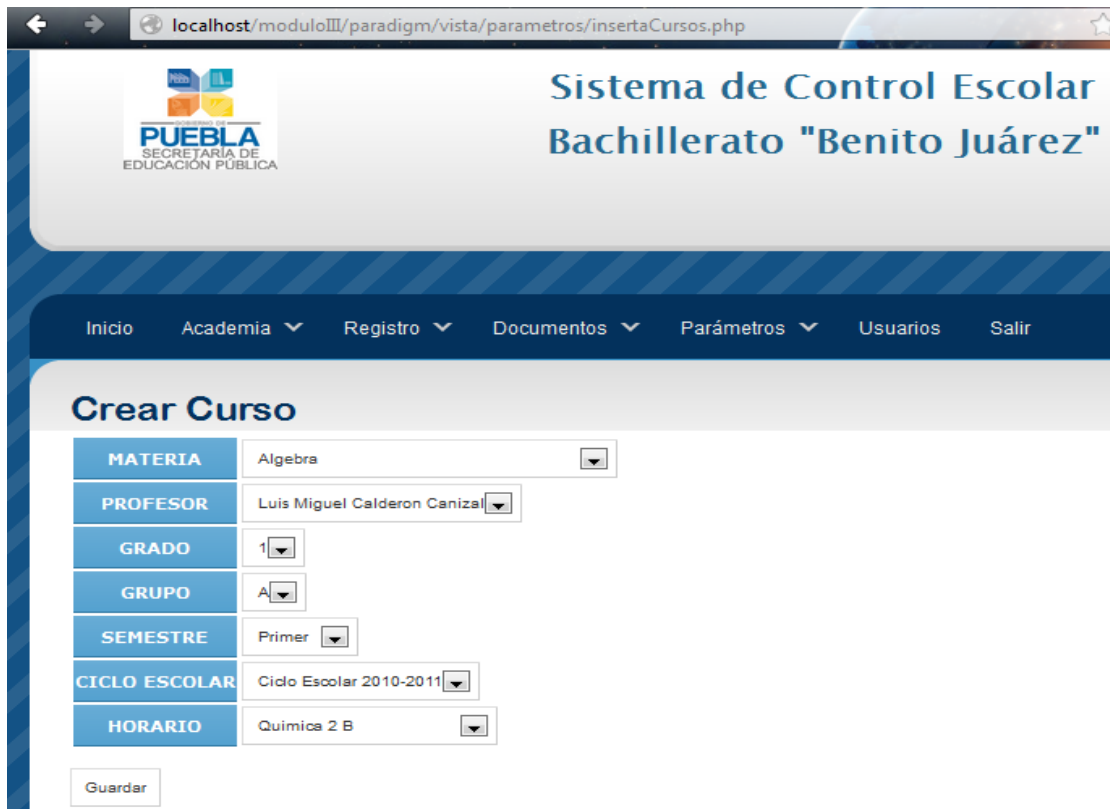 localhost/moduloIII/paradigm/vista/parametros/insertaCursos.php
GOBIERNO DE
PUEBLA
SECRETARÍA DE
EDUCACIÓN PÚBLICA
Sistema de Control Escolar
Bachillerato "Benito Juárez"
Inicio Academia Registro Documentos Parámetros Usuarios Salir
Crear Curso
MATERIA Algebra
PROFESOR Luis Miguel Calderon Canizal
GRADO 1
GRUPO A
SEMESTRE Primer
CICLO ESCOLAR Ciclo Escolar 2010-2011
HORARIO Quimica 2 B
Guardar